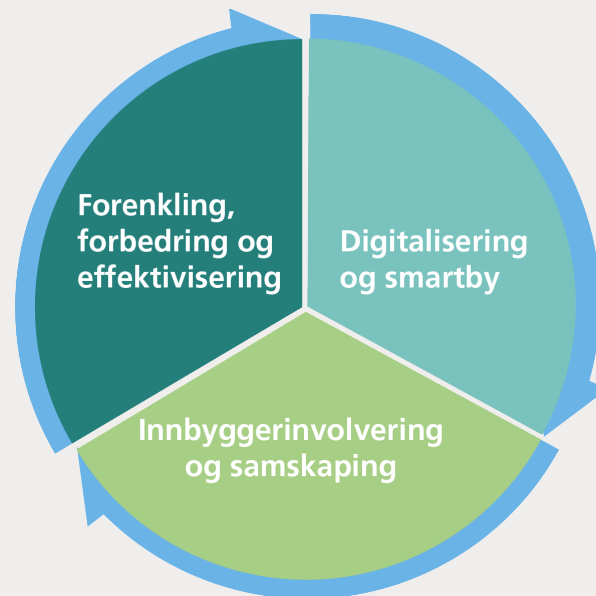 Forenkling,
forbedring og
effektivisering
Digitalisering
og smartby
Innbyggerinvolvering
og samskaping